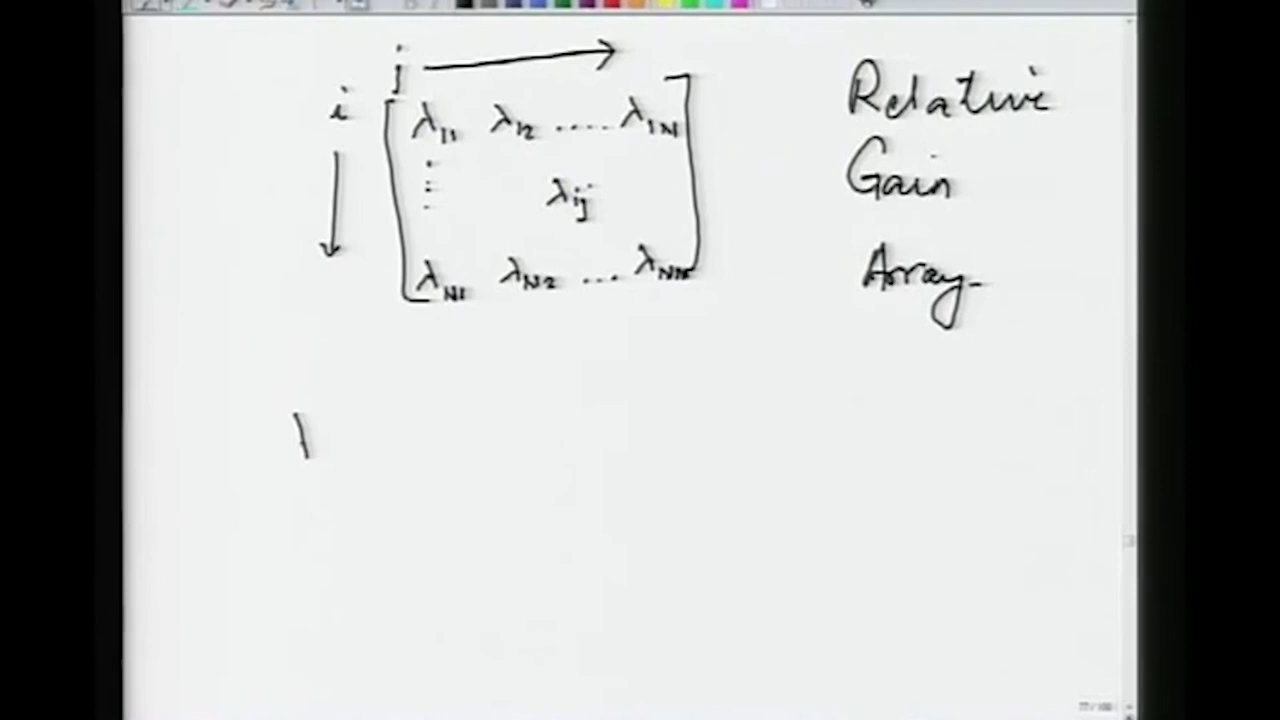 j
i
λ11 λ12 ..... λ1N
⋮ λij
λN1 λN2 ... λNN
Relative
Gain
Array